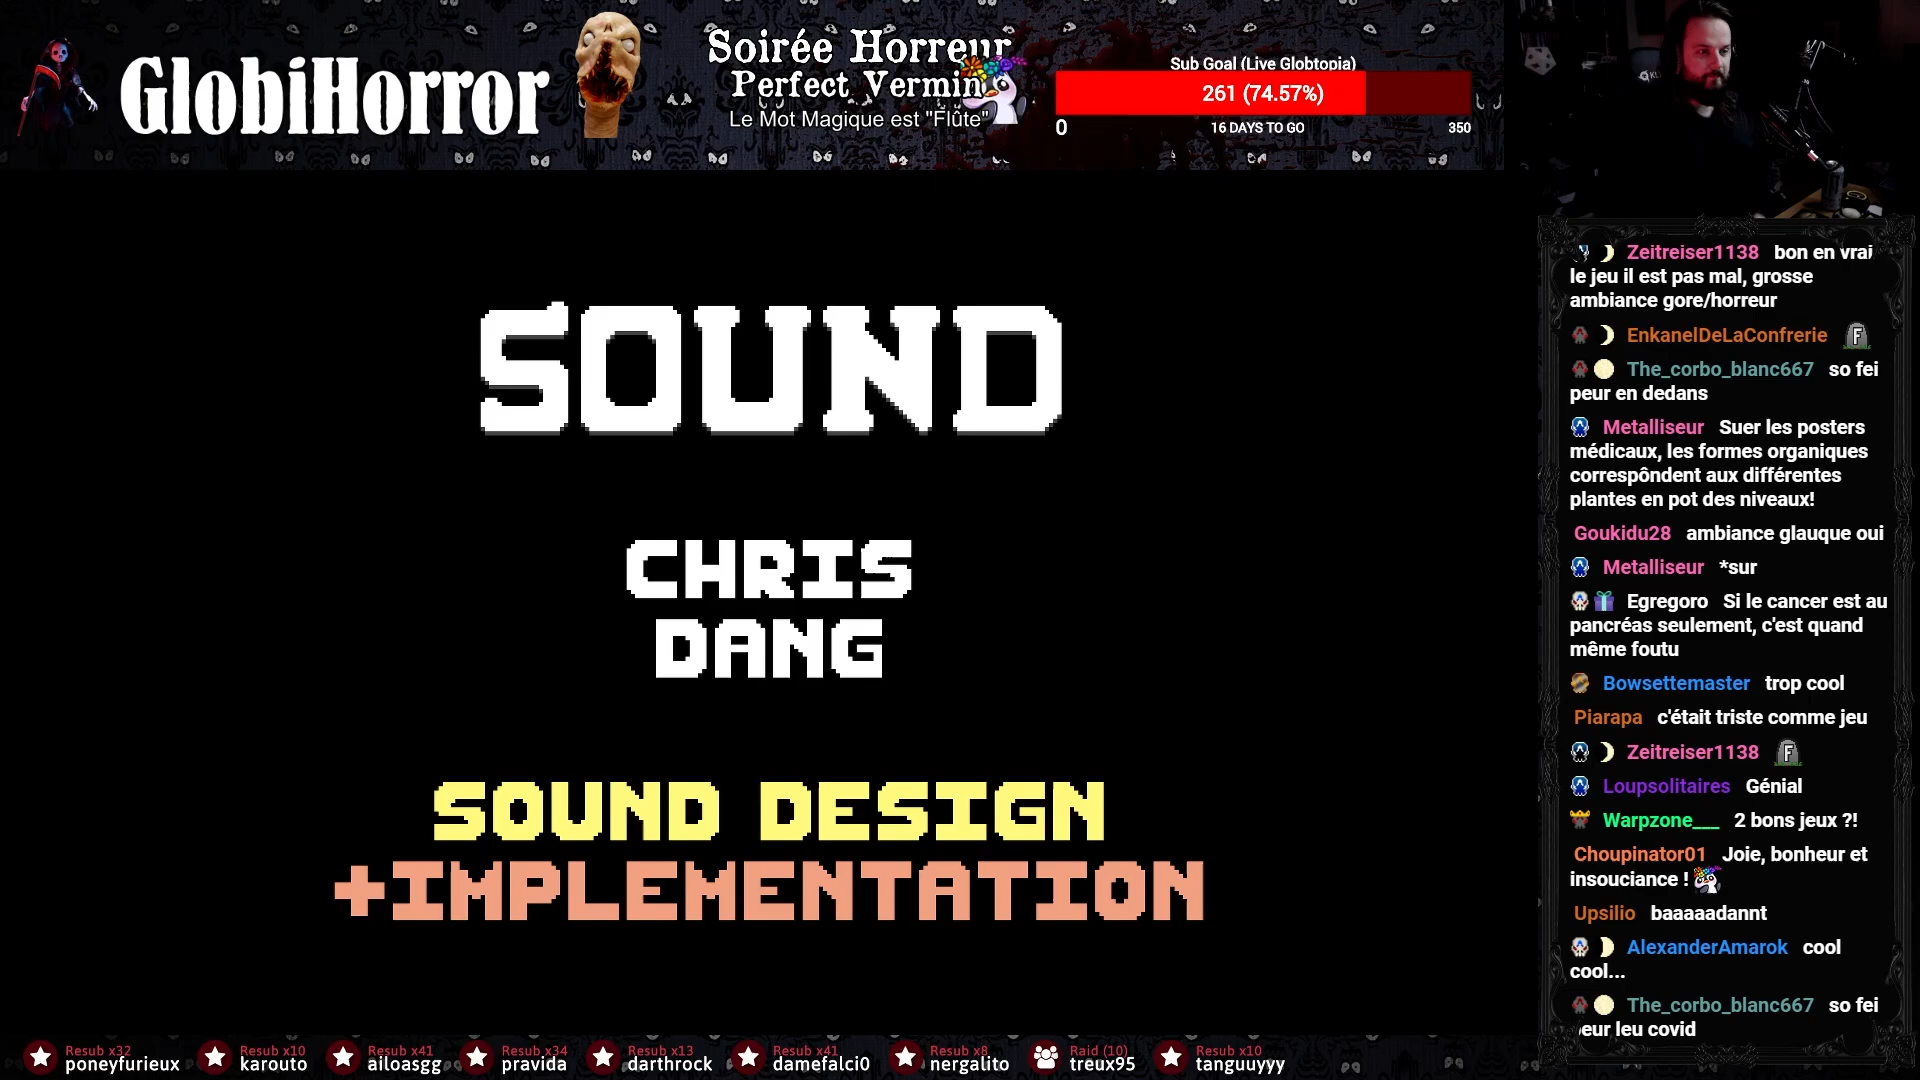 GlobiHorror
Soirée Horreur
Perfect Vermin
Le Mot Magique est "Flûte"
Sub Goal (Live Globtopia)
261 (74.57%)
0 16 DAYS TO GO 350
SOUND
CHRIS
DANG
SOUND DESIGN
+IMPLEMENTATION
Zeitreiser1138 bon en vrai
le jeu il est pas mal, grosse
ambiance gore/horreur
EnkanelDeLaConfrerie F
The_corbo_blanc667 so fei
peur en dedans
Metalliseur Suer les posters
médicaux, les formes organiques
correspôndent aux différentes
plantes en pot des niveaux!
Goukidu28 ambiance glauque oui
Metalliseur *sur
Egregoro Si le cancer est au
pancréas seulement, c'est quand
même foutu
Bowsettemaster trop cool
Piarapa c'était triste comme jeu
Zeitreiser1138 F
Loupsolitaires Génial
Warpzone___ 2 bons jeux ?!
Choupinator01 Joie, bonheur et
insouciance !
Upsilio baaaaadannt
AlexanderAmarok cool
cool...
The_corbo_blanc667 so fei
peur leu covid
Resub x32 Resub x10 Resub x41 Resub x34 Resub x13 Resub x41 Resub x8 Raid (10) Resub x10
poneyfurieux karouto ailoasgg pravida darthrock damefalci0 nergalito treux95 tanguuyyy